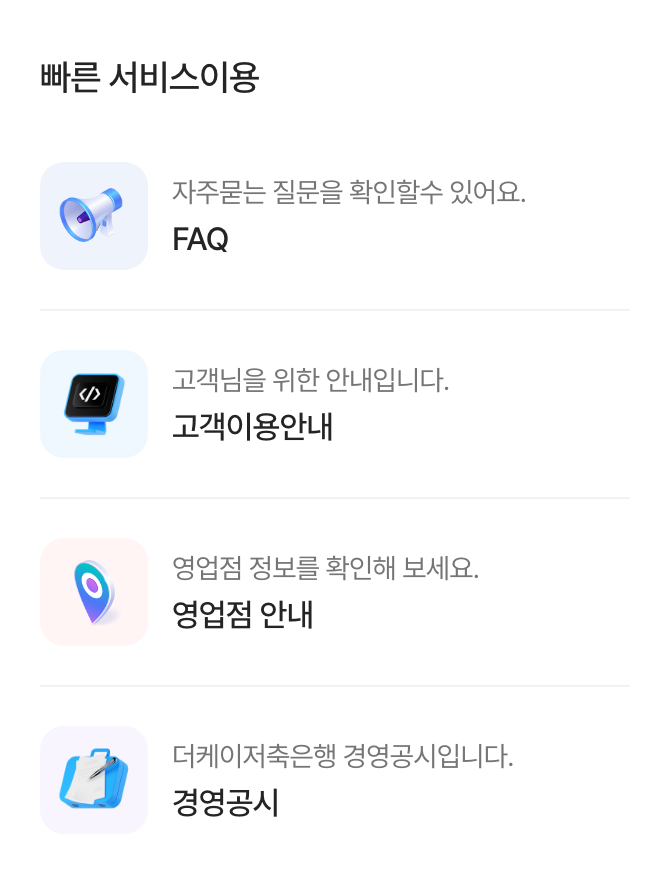 빠른 서비스이용
자주묻는 질문을 확인할수 있어요.
FAQ
고객님을 위한 안내입니다.
고객이용안내
영업점 정보를 확인해 보세요.
영업점 안내
더케이저축은행 경영공시입니다.
경영공시